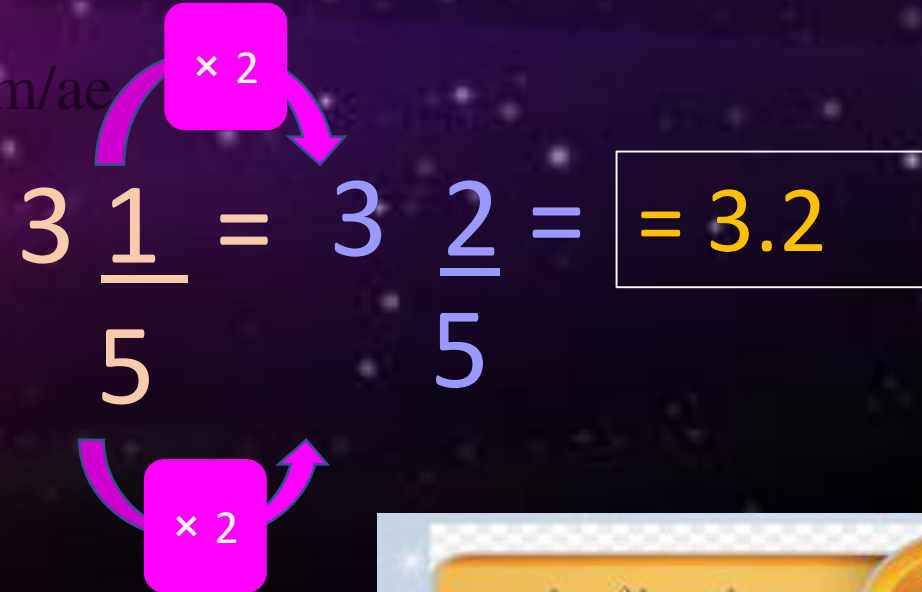 × 2
m/ae
3 1 = 3 2 = = 3.2
5 5
× 2